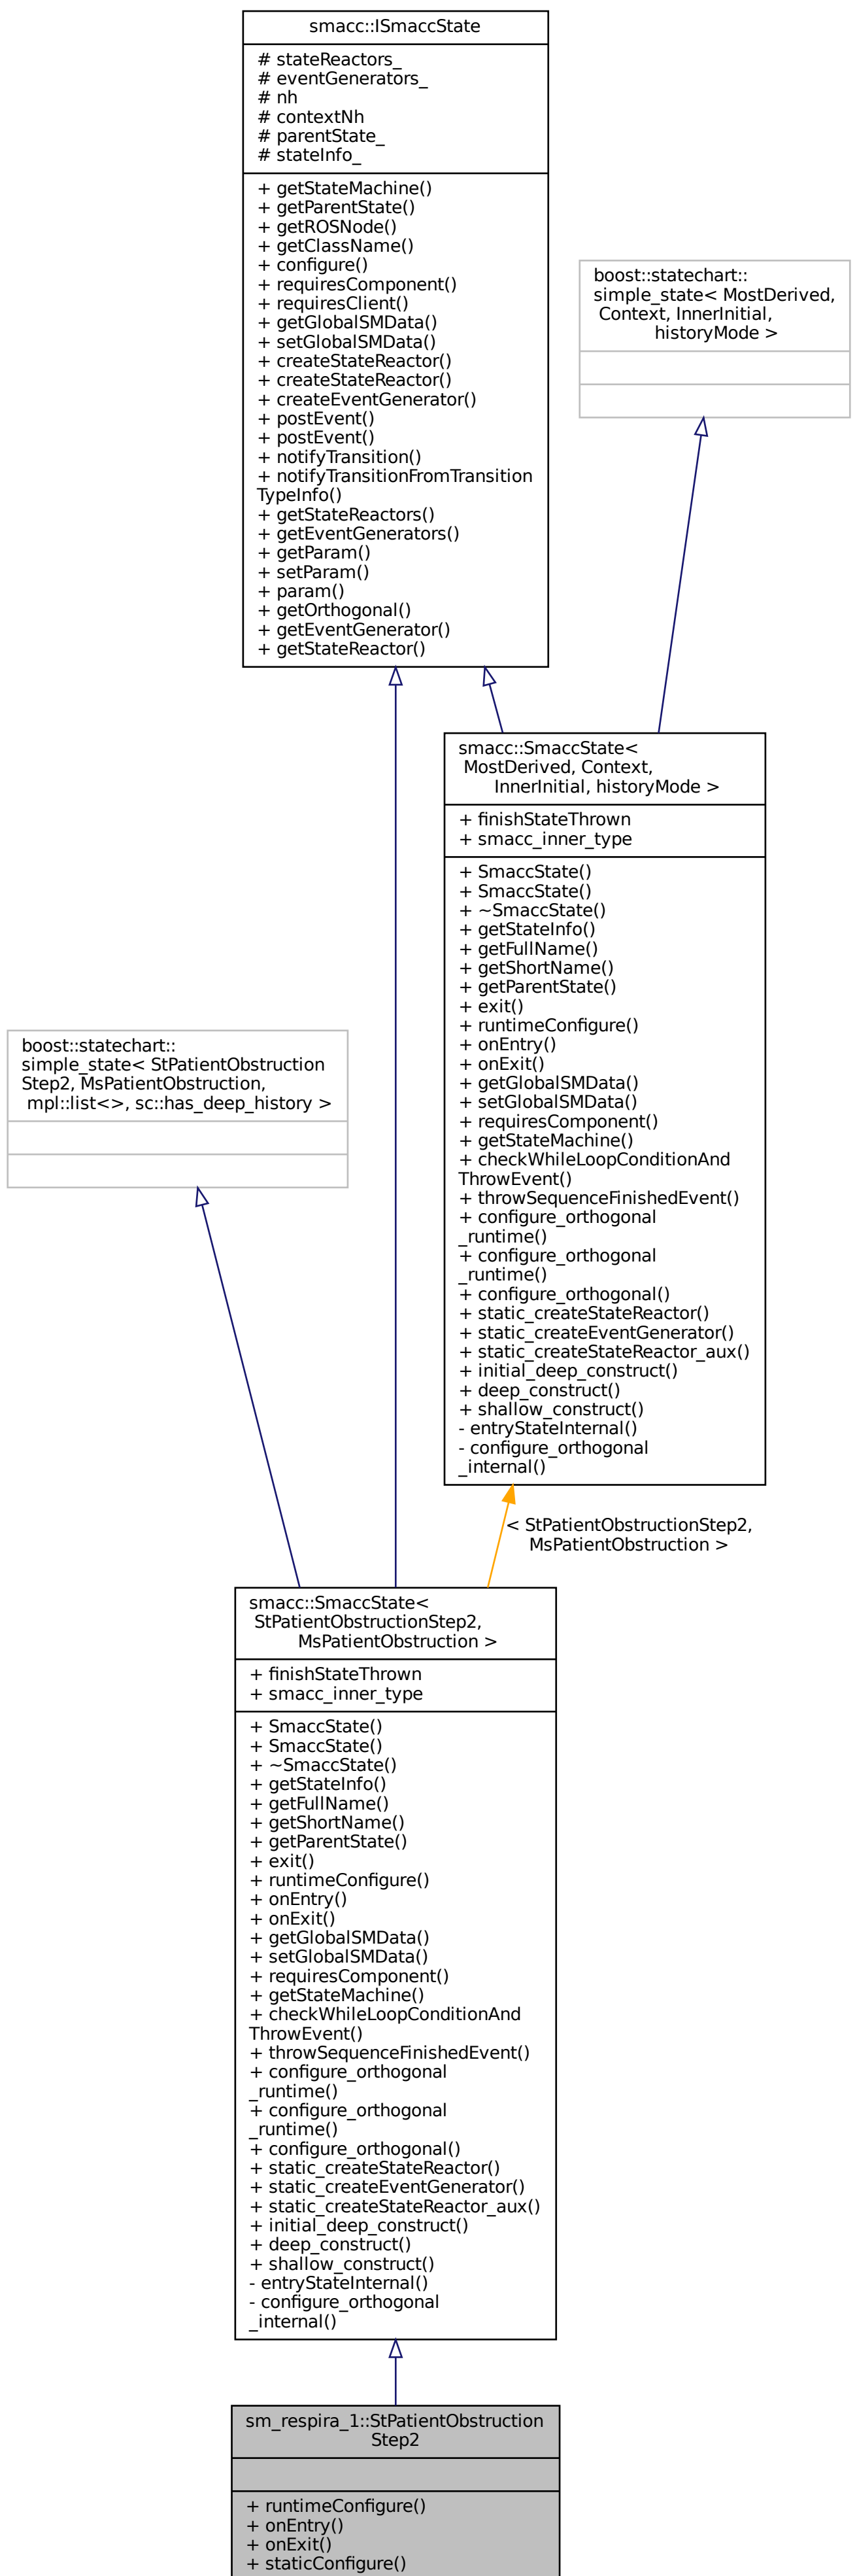 smacc::ISmaccState
# stateReactors_
# eventGenerators_
# nh
# contextNh
# parentState_
# stateInfo_
+ getStateMachine()
+ getParentState()
+ getROSNode()
+ getClassName()
+ configure()
+ requiresComponent()
+ requiresClient()
+ getGlobalSMData()
+ setGlobalSMData()
+ createStateReactor()
+ createStateReactor()
+ createEventGenerator()
+ postEvent()
+ postEvent()
+ notifyTransition()
+ notifyTransitionFromTransition
TypeInfo()
+ getStateReactors()
+ getEventGenerators()
+ getParam()
+ setParam()
+ param()
+ getOrthogonal()
+ getEventGenerator()
+ getStateReactor()
boost::statechart::
simple_state< MostDerived,
Context, InnerInitial,
historyMode >
smacc::SmaccState<
MostDerived, Context,
InnerInitial, historyMode >
+ finishStateThrown
+ smacc_inner_type
+ SmaccState()
+ SmaccState()
+ ~SmaccState()
+ getStateInfo()
+ getFullName()
+ getShortName()
+ getParentState()
+ exit()
+ runtimeConfigure()
+ onEntry()
+ onExit()
+ getGlobalSMData()
+ setGlobalSMData()
+ requiresComponent()
+ getStateMachine()
+ checkWhileLoopConditionAnd
ThrowEvent()
+ throwSequenceFinishedEvent()
+ configure_orthogonal
_runtime()
+ configure_orthogonal
_runtime()
+ configure_orthogonal()
+ static_createStateReactor()
+ static_createEventGenerator()
+ static_createStateReactor_aux()
+ initial_deep_construct()
+ deep_construct()
+ shallow_construct()
- entryStateInternal()
- configure_orthogonal
_internal()
boost::statechart::
simple_state< StPatientObstruction
Step2, MsPatientObstruction,
mpl::list<>, sc::has_deep_history >
< StPatientObstructionStep2,
MsPatientObstruction >
smacc::SmaccState<
StPatientObstructionStep2,
MsPatientObstruction >
+ finishStateThrown
+ smacc_inner_type
+ SmaccState()
+ SmaccState()
+ ~SmaccState()
+ getStateInfo()
+ getFullName()
+ getShortName()
+ getParentState()
+ exit()
+ runtimeConfigure()
+ onEntry()
+ onExit()
+ getGlobalSMData()
+ setGlobalSMData()
+ requiresComponent()
+ getStateMachine()
+ checkWhileLoopConditionAnd
ThrowEvent()
+ throwSequenceFinishedEvent()
+ configure_orthogonal
_runtime()
+ configure_orthogonal
_runtime()
+ configure_orthogonal()
+ static_createStateReactor()
+ static_createEventGenerator()
+ static_createStateReactor_aux()
+ initial_deep_construct()
+ deep_construct()
+ shallow_construct()
- entryStateInternal()
- configure_orthogonal
_internal()
sm_respira_1::StPatientObstruction
Step2
+ runtimeConfigure()
+ onEntry()
+ onExit()
+ staticConfigure()